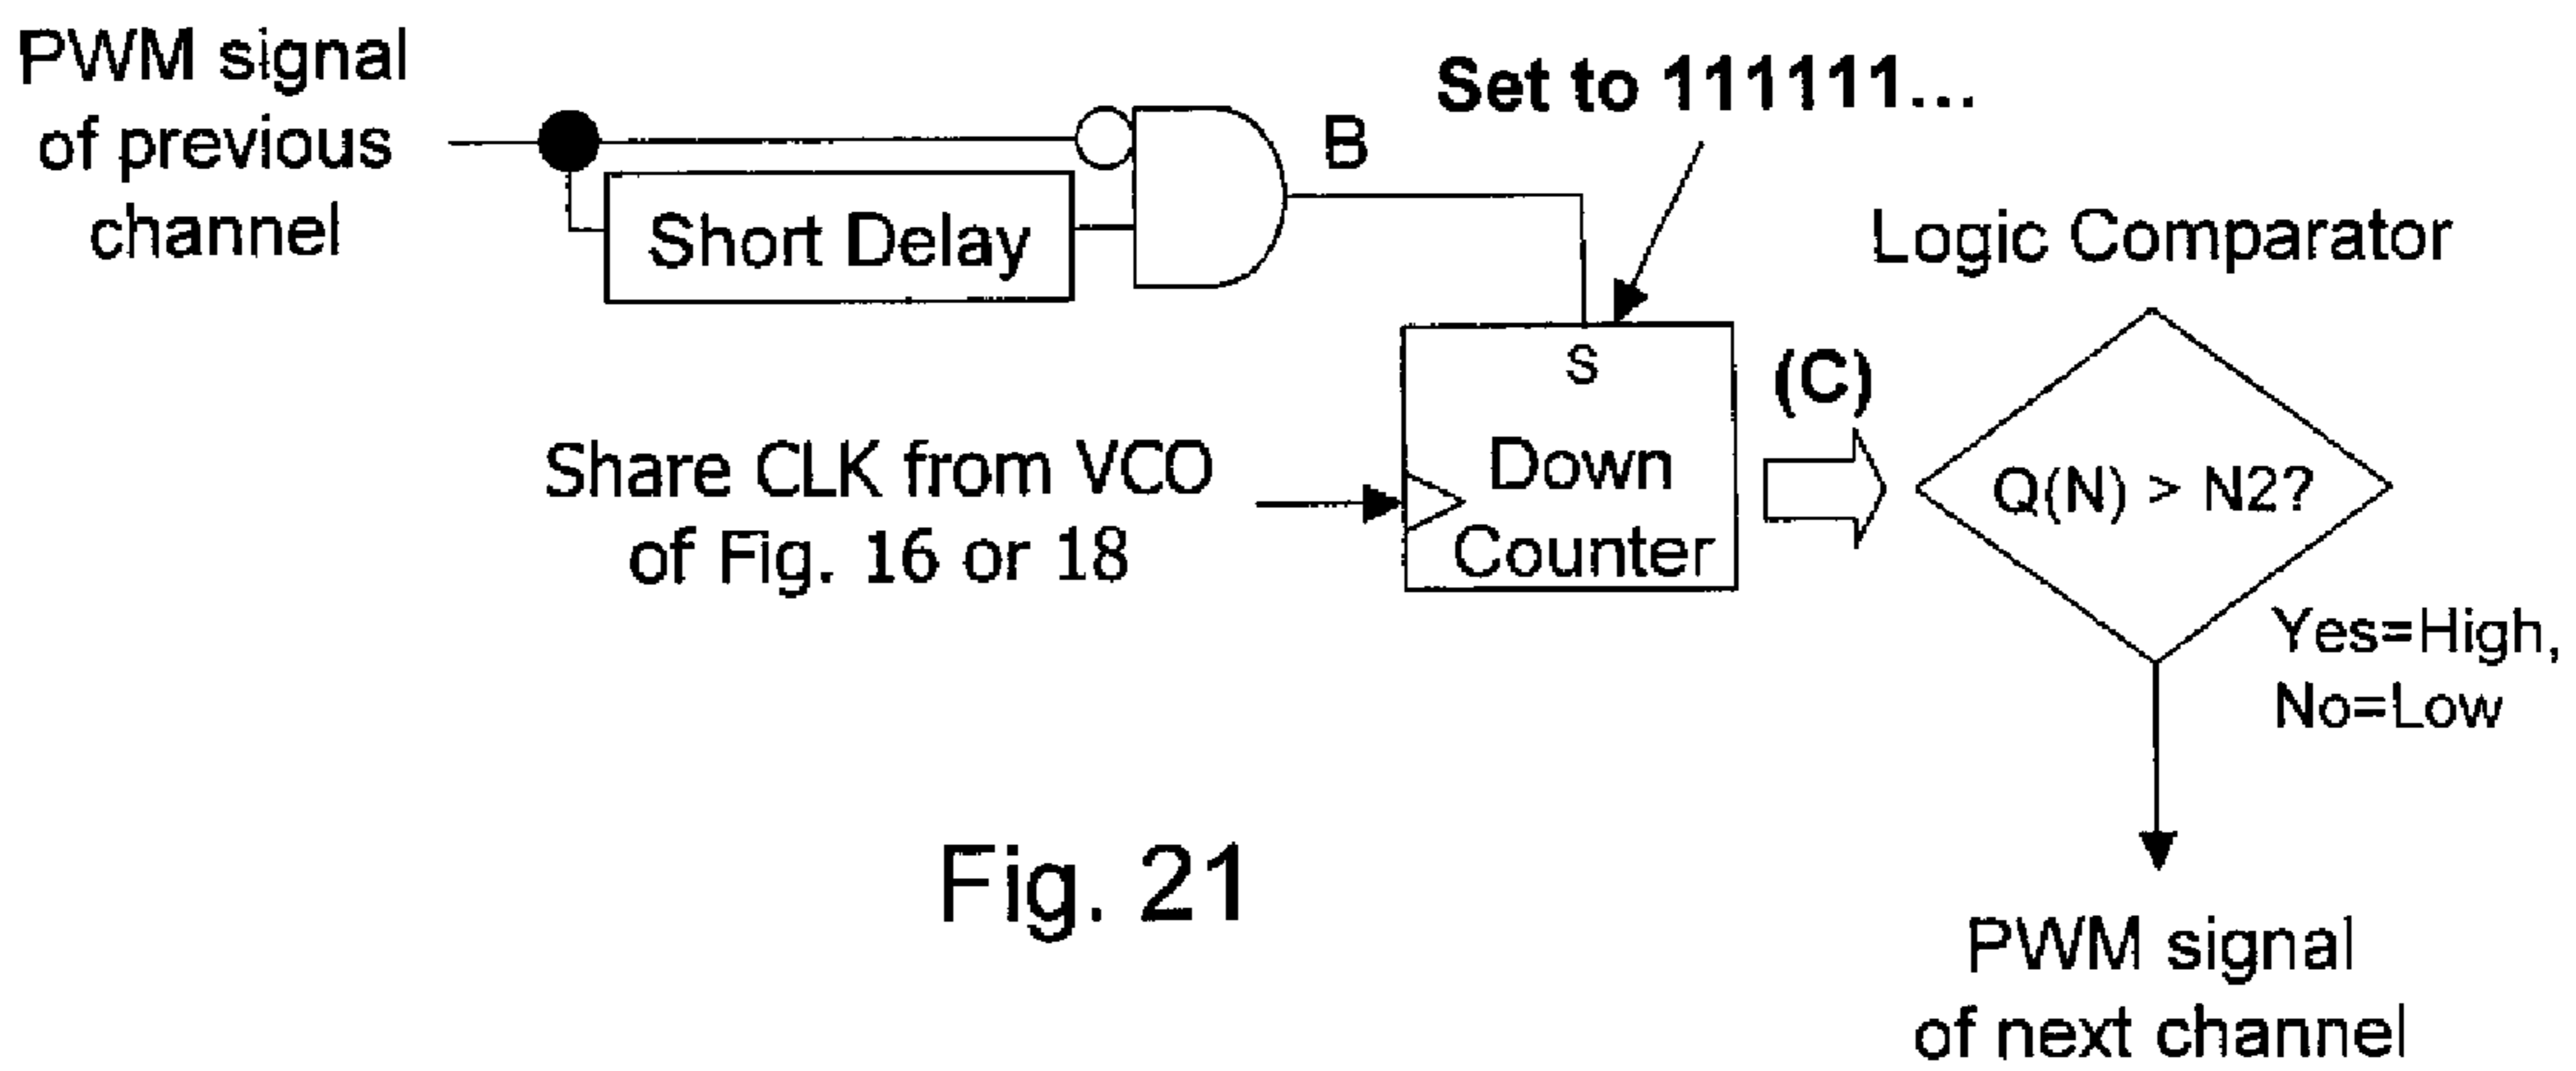 PWM signal
of previous
channel
Short Delay
B
Set to 111111...
Logic Comparator
S
Down
Counter
(C)
Share CLK from VCO
of Fig. 16 or 18
Q(N) > N2?
Yes=High,
No=Low
PWM signal
of next channel
Fig. 21